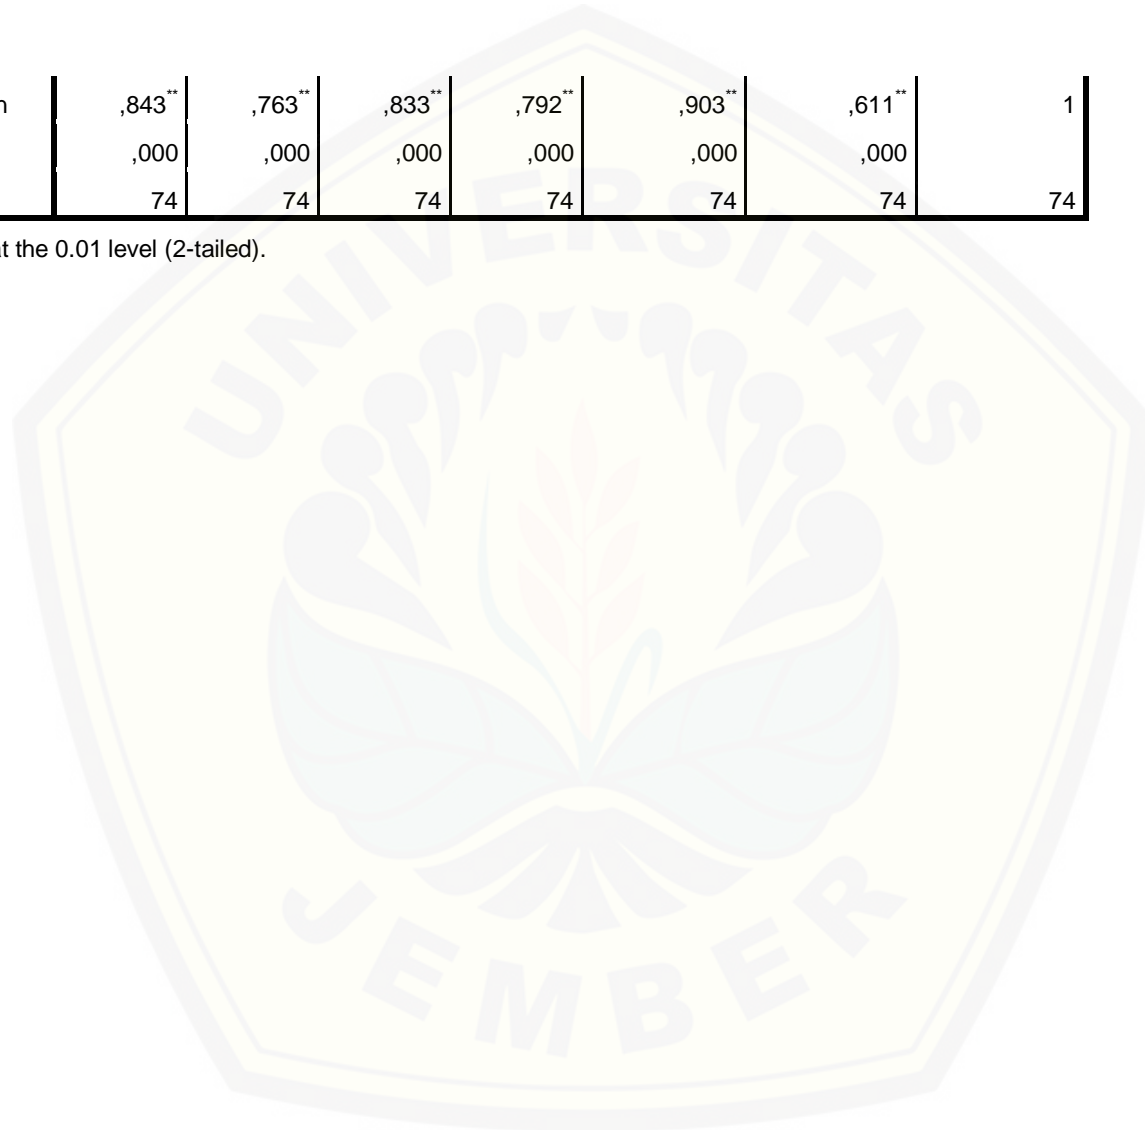 n ,843** ,763** ,833** ,792** ,903** ,611** 1
,000 ,000 ,000 ,000 ,000 ,000
74 74 74 74 74 74 74
t the 0.01 level (2-tailed).
UNIVERSITAS
JEMBER